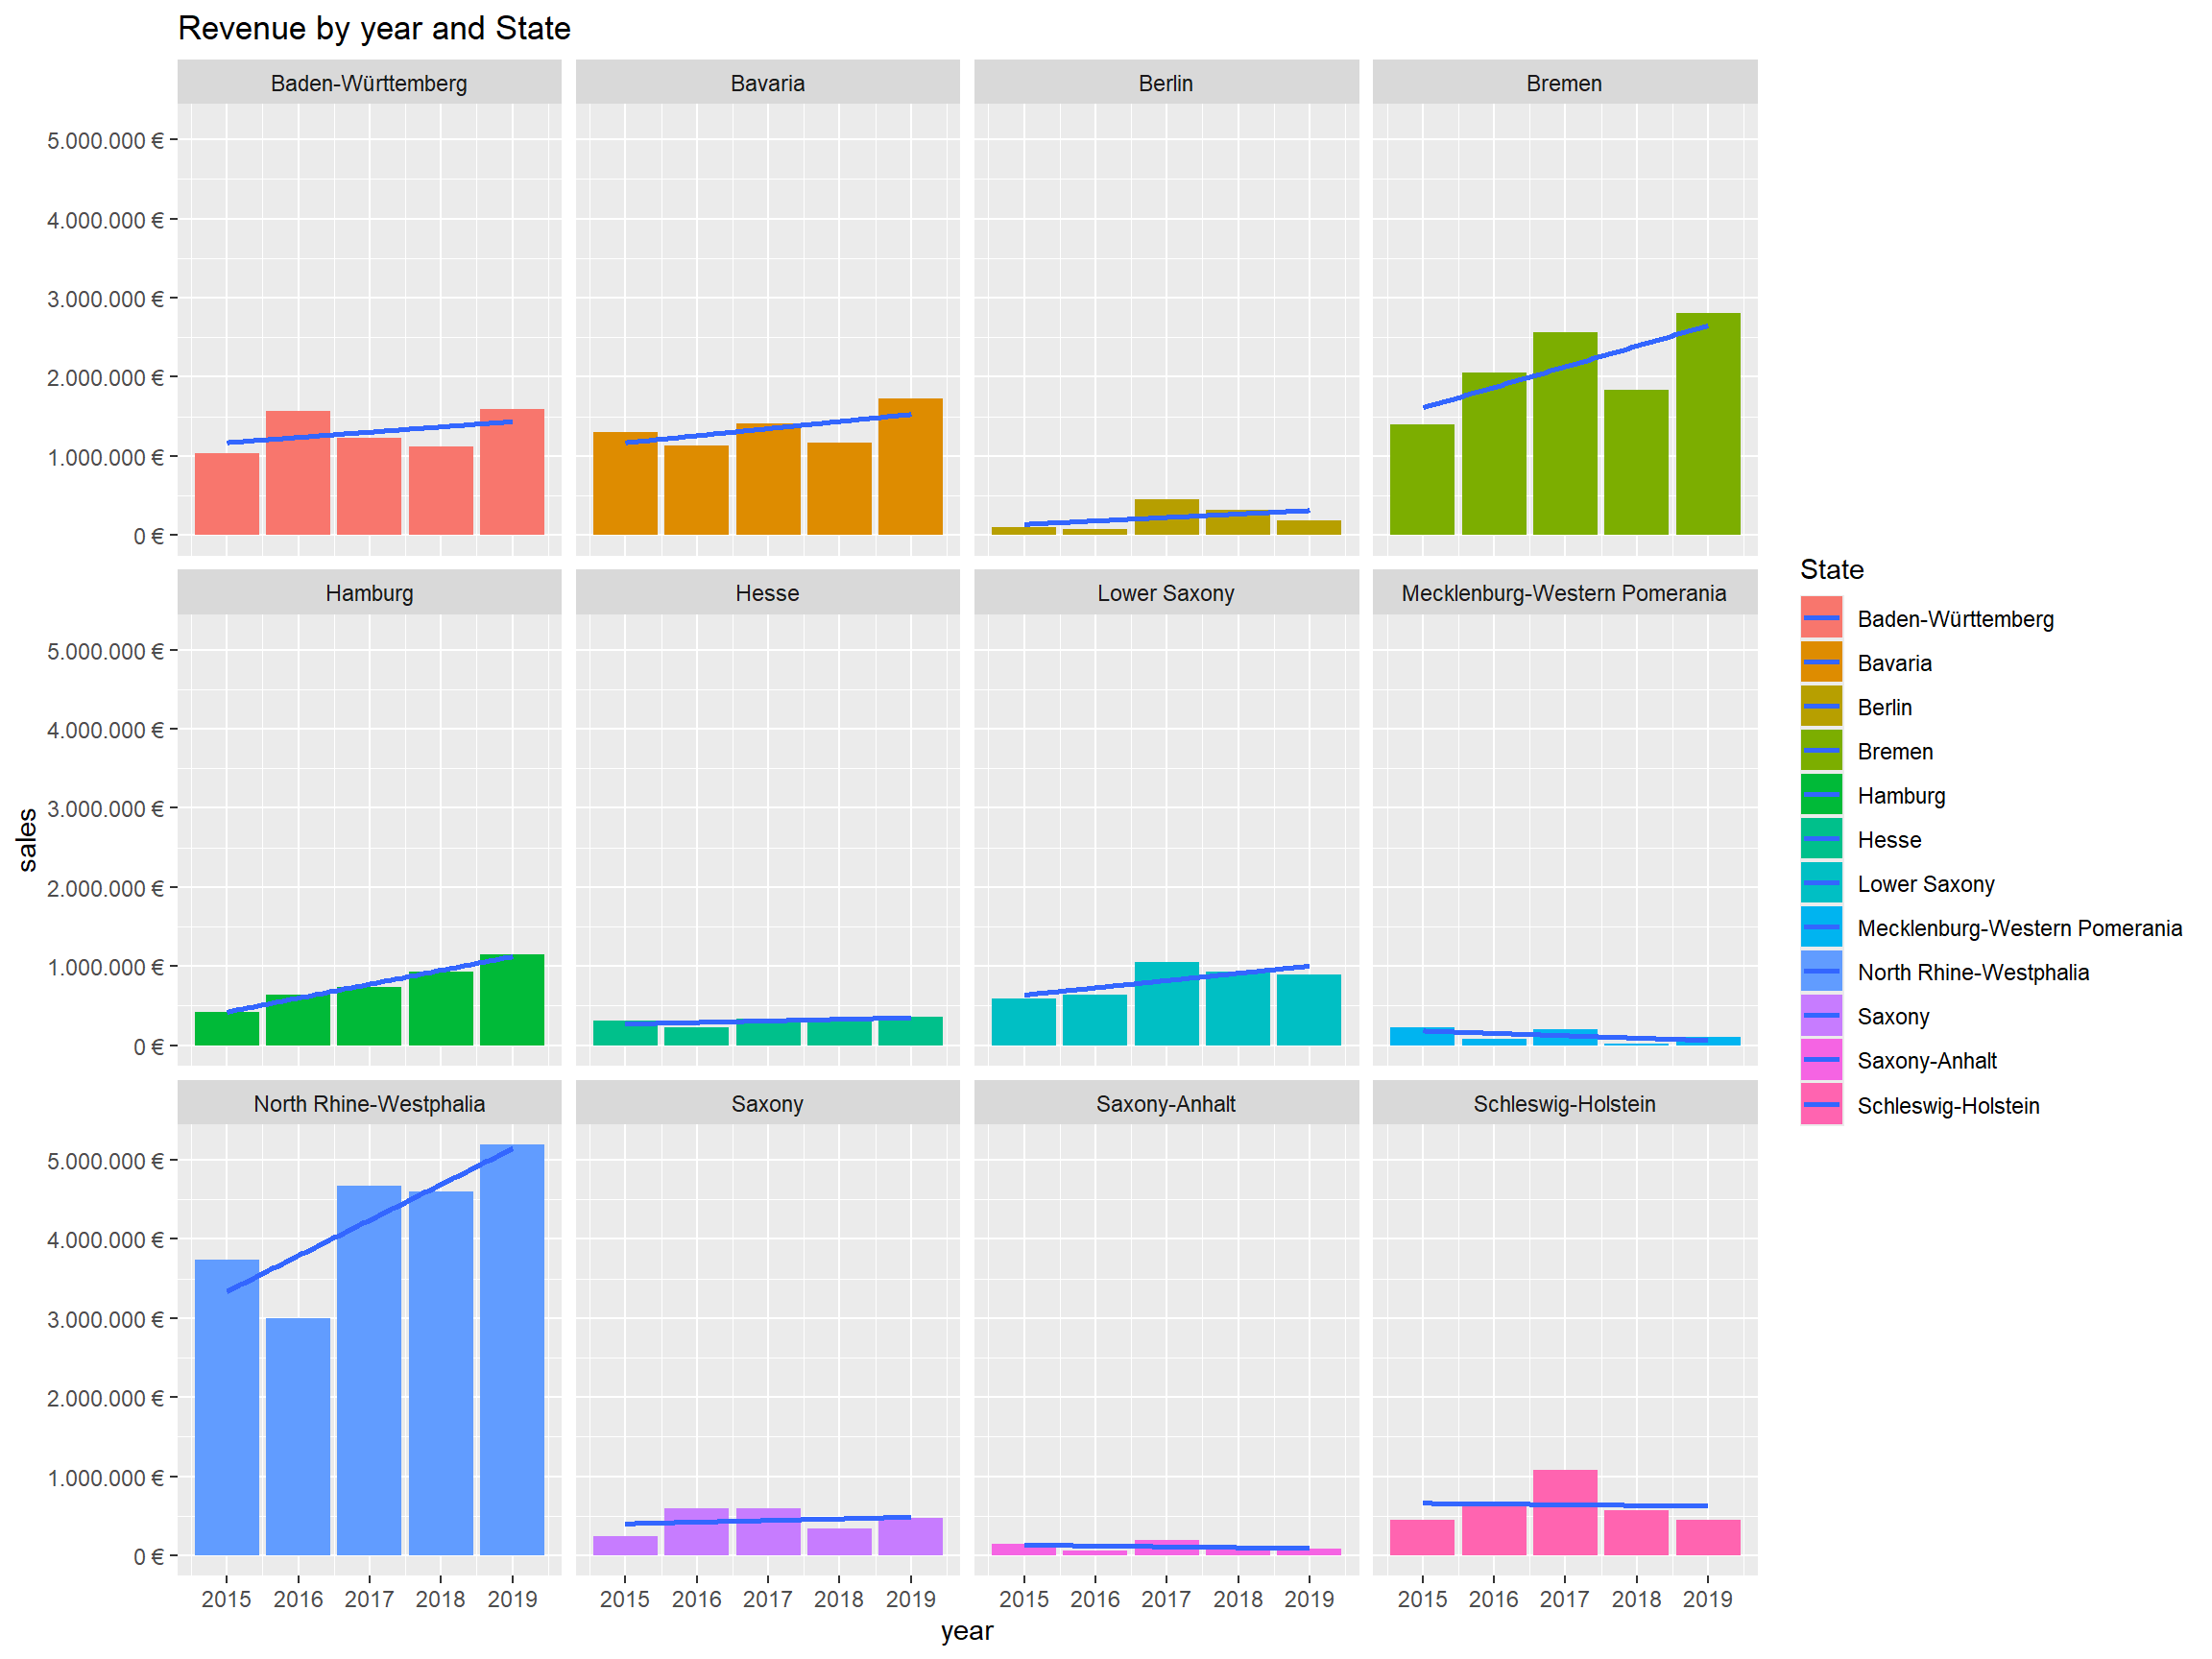 Revenue by year and State
Baden-Württemberg Bavaria Berlin Bremen
5.000.000 €
4.000.000 €
3.000.000 €
2.000.000 €
1.000.000 €
0 €
Hamburg Hesse Lower Saxony Mecklenburg-Western Pomerania
5.000.000 €
4.000.000 €
3.000.000 €
2.000.000 €
1.000.000 €
0 €
North Rhine-Westphalia Saxony Saxony-Anhalt Schleswig-Holstein
5.000.000 €
4.000.000 €
3.000.000 €
2.000.000 €
1.000.000 €
0 €
2015 2016 2017 2018 2019 2015 2016 2017 2018 2019 2015 2016 2017 2018 2019 2015 2016 2017 2018 2019
year
sales
State
Baden-Württemberg
Bavaria
Berlin
Bremen
Hamburg
Hesse
Lower Saxony
Mecklenburg-Western Pomerania
North Rhine-Westphalia
Saxony
Saxony-Anhalt
Schleswig-Holstein